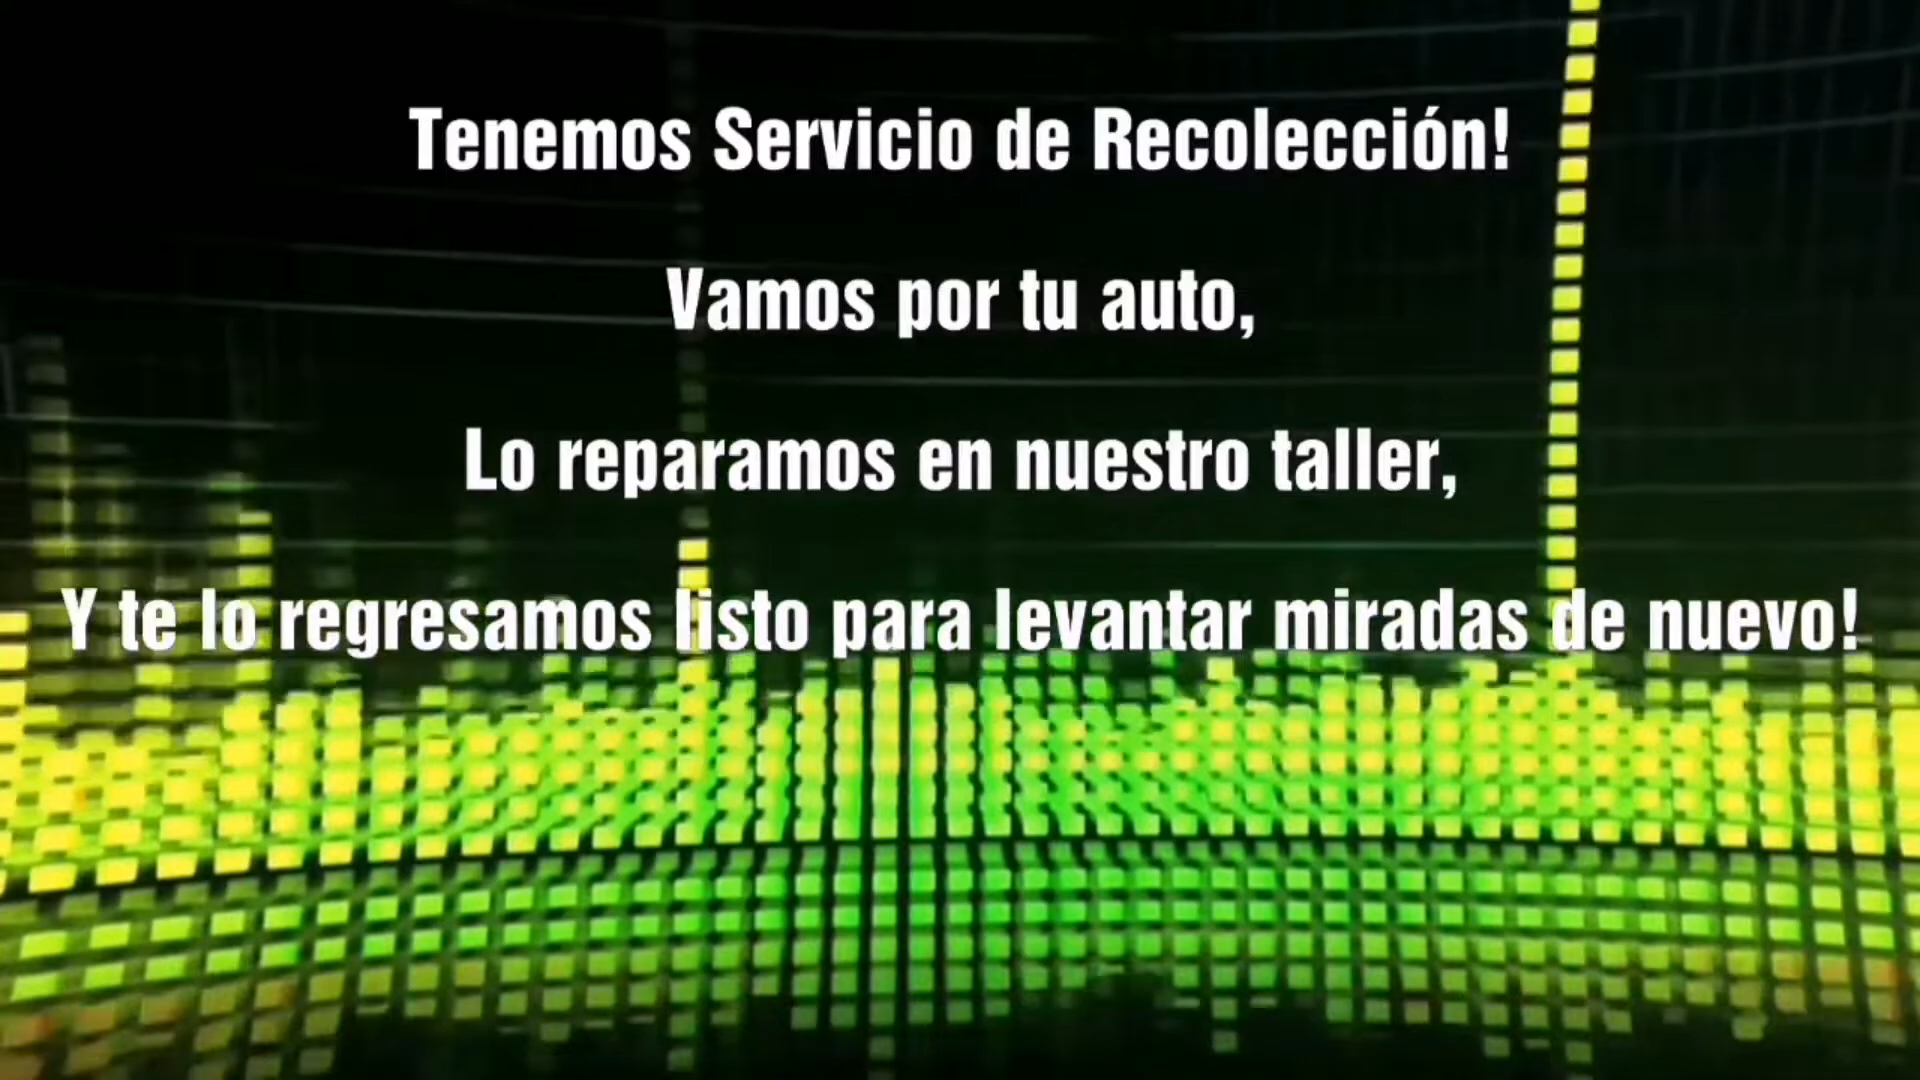 Tenemos Servicio de Recolección!
Vamos por tu auto,
Lo reparamos en nuestro taller,
Y te lo regresamos listo para levantar miradas de nuevo!